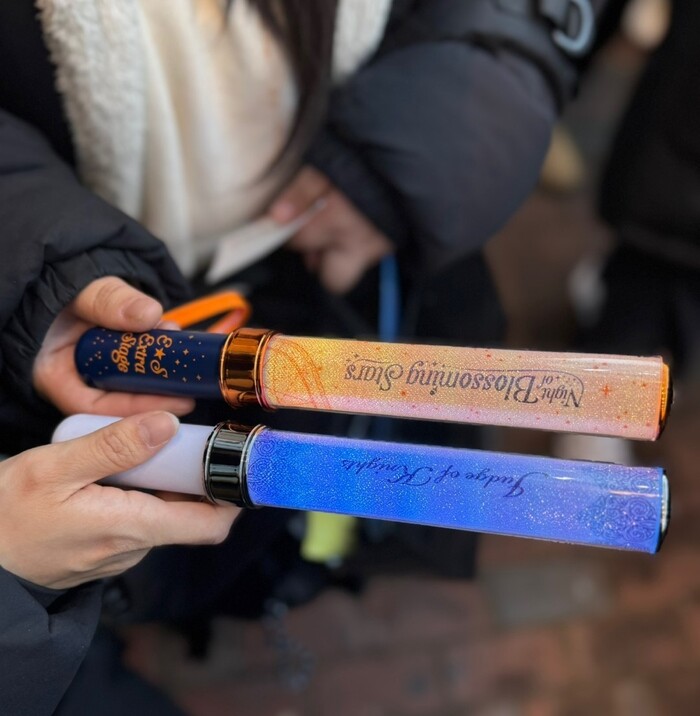 E★S
Extra
Stage
Night of
Blossoming Stars
Judge of Knights